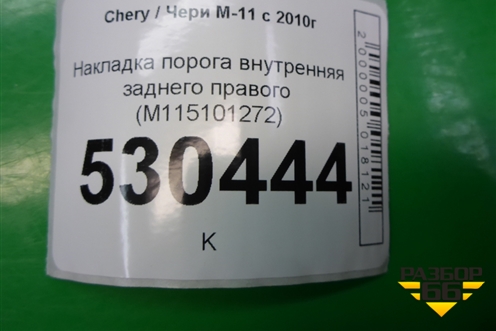 Chery / Чери М-11 с 2010г
Накладка порога внутренняя
заднего правого
(M115101272)
530444
К
2000005018121
РАЗБОР
66